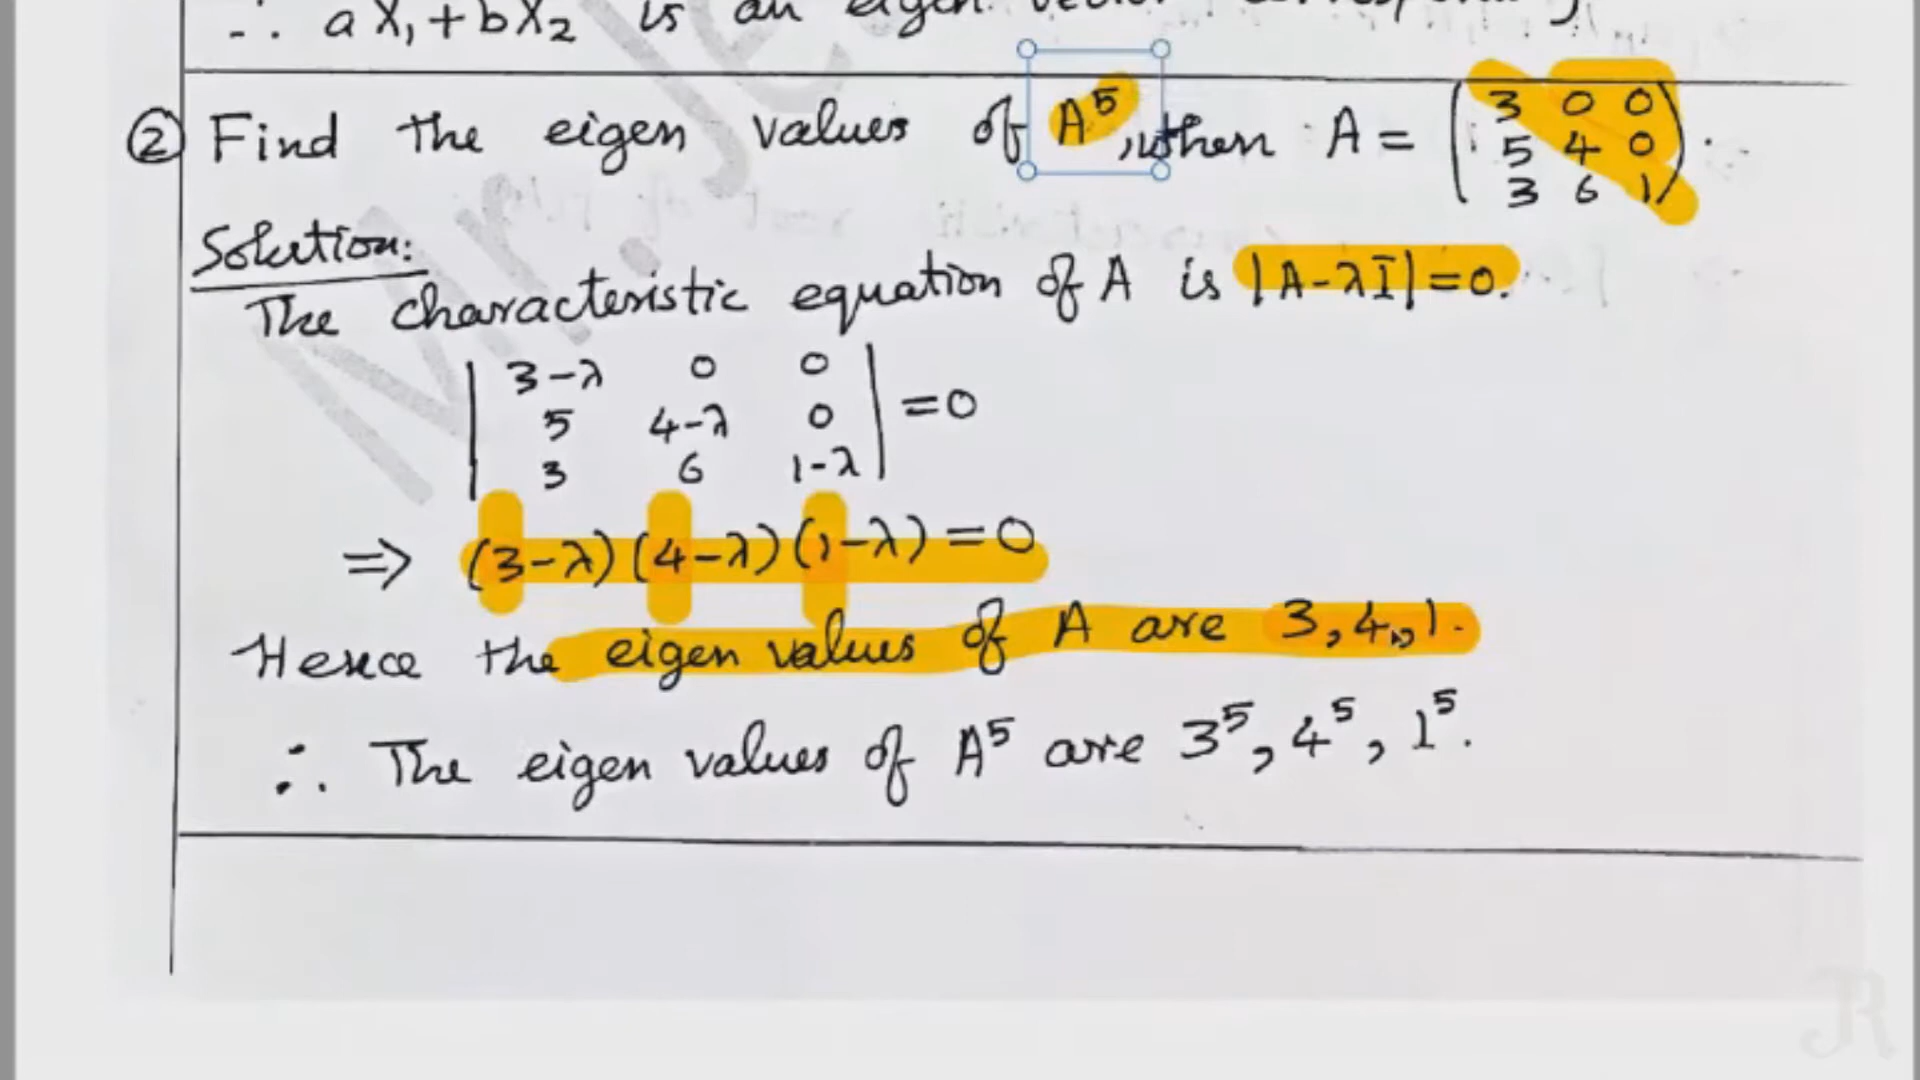 ∴ aX₁+bX₂ is an eigen vector
② Find the eigen values of A⁵, when A = (3 0 0
5 4 0
3 6 1).
Solution:
The characteristic equation of A is |A-λI|=0.
|3-λ 0 0
5 4-λ 0
3 6 1-λ| =0
=> (3-λ)(4-λ)(1-λ)=0
Hence the eigen values of A are 3,4,1.
∴ The eigen values of A⁵ are 3⁵, 4⁵, 1⁵.
JR